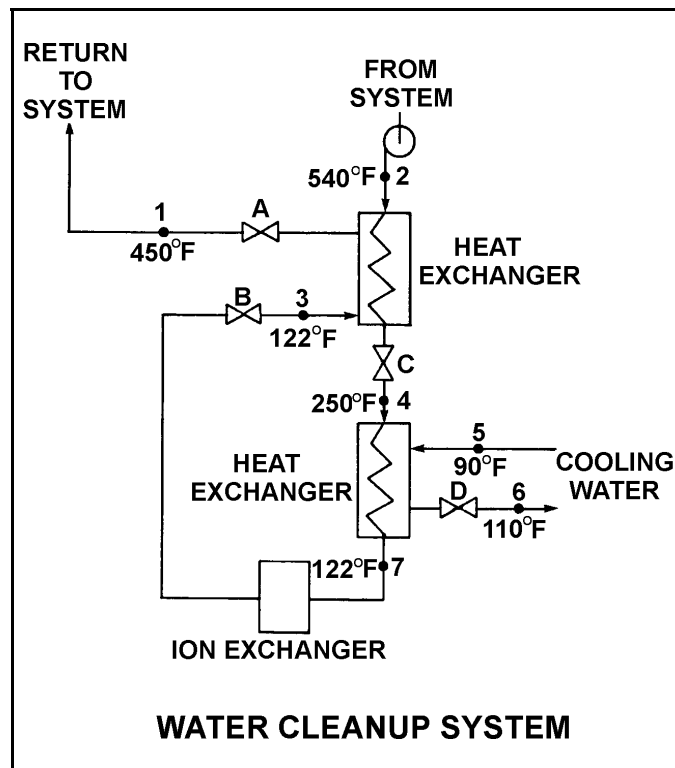 RETURN
TO
SYSTEM
FROM
SYSTEM
540°F 2
1
A
450°F
HEAT
EXCHANGER
B
3
122°F
C
250°F 4
5
HEAT
EXCHANGER
90°F
COOLING
WATER
D
6
110°F
122°F 7
ION EXCHANGER
WATER CLEANUP SYSTEM